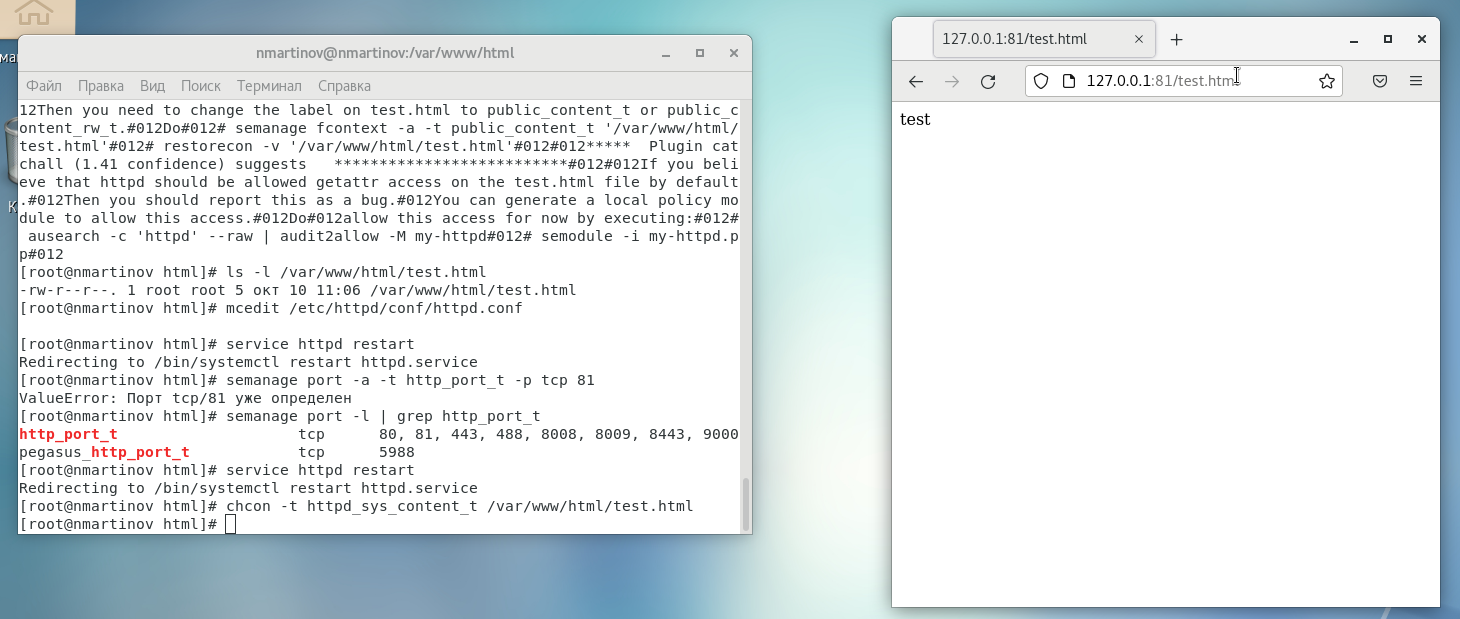 nmartinov@nmartinov:/var/www/html
Файл Правка Вид Поиск Терминал Справка
12Then you need to change the label on test.html to public_content_t or public_c
ontent_rw_t.#012Do#012# semanage fcontext -a -t public_content_t '/var/www/html/
test.html'#012# restorecon -v '/var/www/html/test.html'#012#012***** Plugin cat
chall (1.41 confidence) suggests **************************#012#012If you beli
eve that httpd should be allowed getattr access on the test.html file by default
.#012Then you should report this as a bug.#012You can generate a local policy mo
dule to allow this access.#012Do#012allow this access for now by executing:#012#
ausearch -c 'httpd' --raw | audit2allow -M my-httpd#012# semodule -i my-httpd.p
p#012
[root@nmartinov html]# ls -l /var/www/html/test.html
-rw-r--r--. 1 root root 5 окт 10 11:06 /var/www/html/test.html
[root@nmartinov html]# mcedit /etc/httpd/conf/httpd.conf
[root@nmartinov html]# service httpd restart
Redirecting to /bin/systemctl restart httpd.service
[root@nmartinov html]# semanage port -a -t http_port_t -p tcp 81
ValueError: Порт tcp/81 уже определен
[root@nmartinov html]# semanage port -l | grep http_port_t
http_port_t tcp 80, 81, 443, 488, 8008, 8009, 8443, 9000
pegasus_http_port_t tcp 5988
[root@nmartinov html]# service httpd restart
Redirecting to /bin/systemctl restart httpd.service
[root@nmartinov html]# chcon -t httpd_sys_content_t /var/www/html/test.html
[root@nmartinov html]#
127.0.0.1:81/test.html
127.0.0.1:81/test.html
test